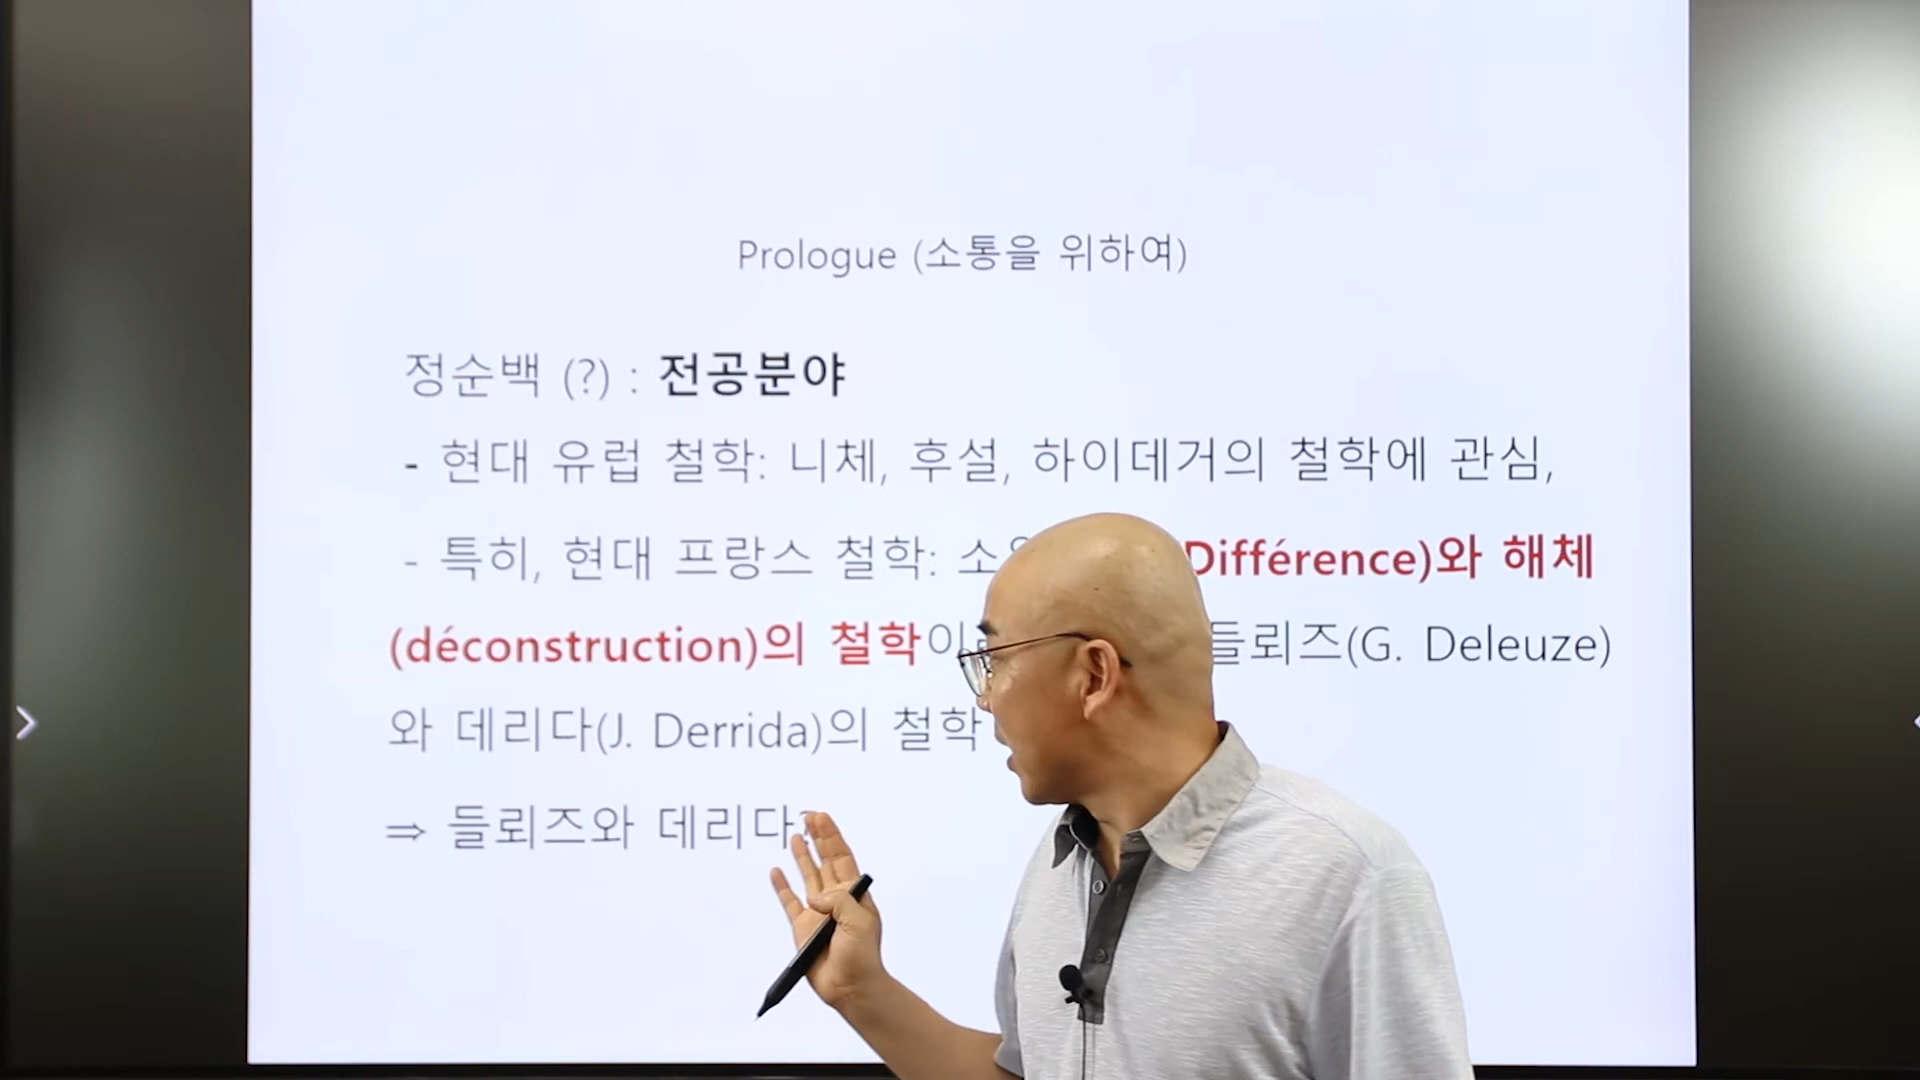 Prologue (소통을 위하여)
정순백 (?) : 전공분야
- 현대 유럽 철학: 니체, 후설, 하이데거의 철학에 관심,
- 특히, 현대 프랑스 철학: Différence)와 해체
(déconstruction)의 철학 들뢰즈(G. Deleuze)
와 데리다(J. Derrida)의 철학
⇒ 들뢰즈와 데리다